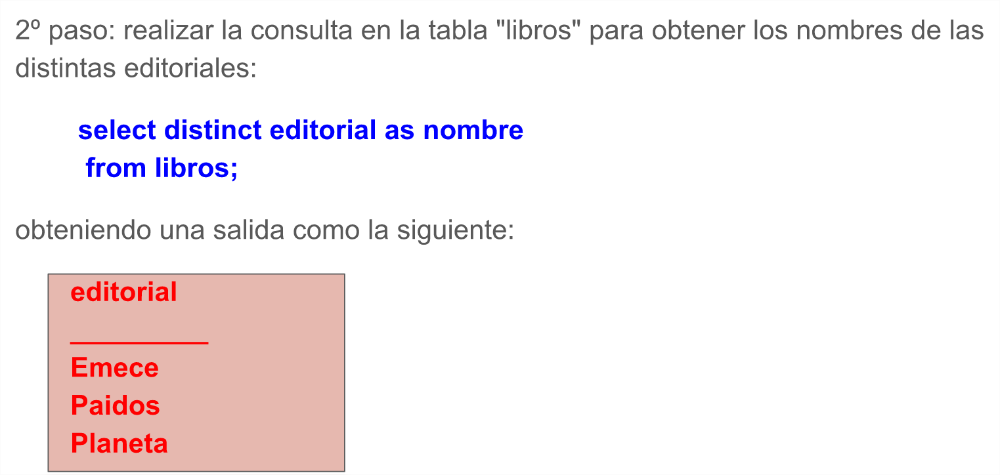 2º paso: realizar la consulta en la tabla "libros" para obtener los nombres de las
distintas editoriales:
select distinct editorial as nombre
from libros;
obteniendo una salida como la siguiente:
editorial
__________
Emece
Paidos
Planeta